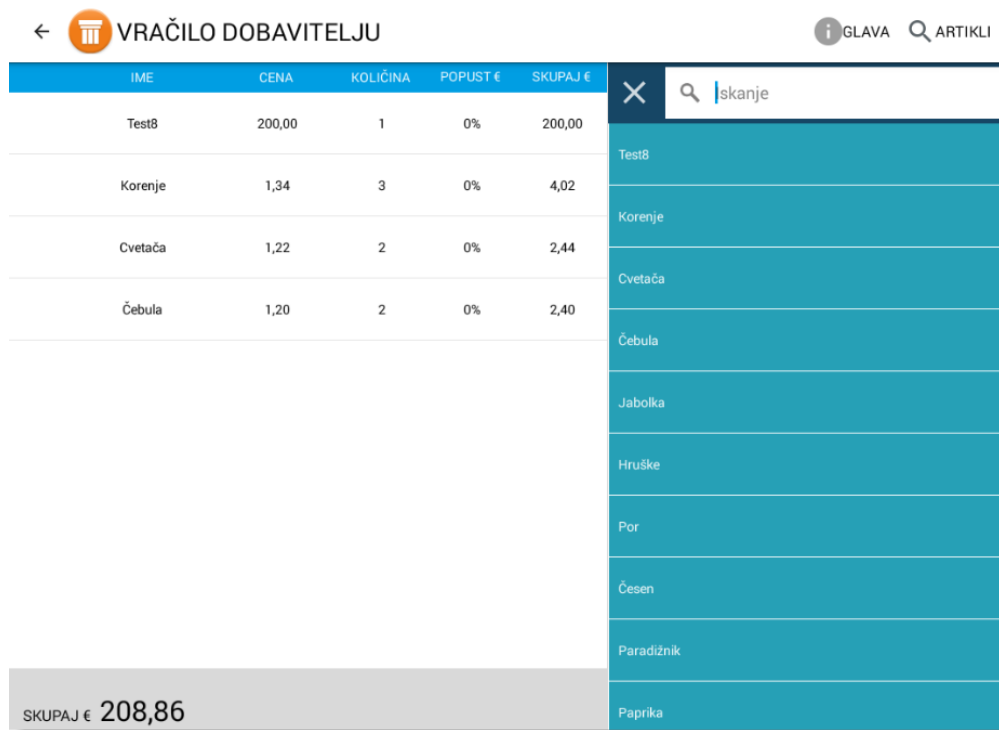 VRAČILO DOBAVITELJU
GLAVA ARTIKLI
IME CENA KOLIČINA POPUST € SKUPAJ €
Test8 200,00 1 0% 200,00
Korenje 1,34 3 0% 4,02
Cvetača 1,22 2 0% 2,44
Čebula 1,20 2 0% 2,40
SKUPAJ € 208,86
Iskanje
Test8
Korenje
Cvetača
Čebula
Jabolka
Hruške
Por
Česen
Paradižnik
Paprika